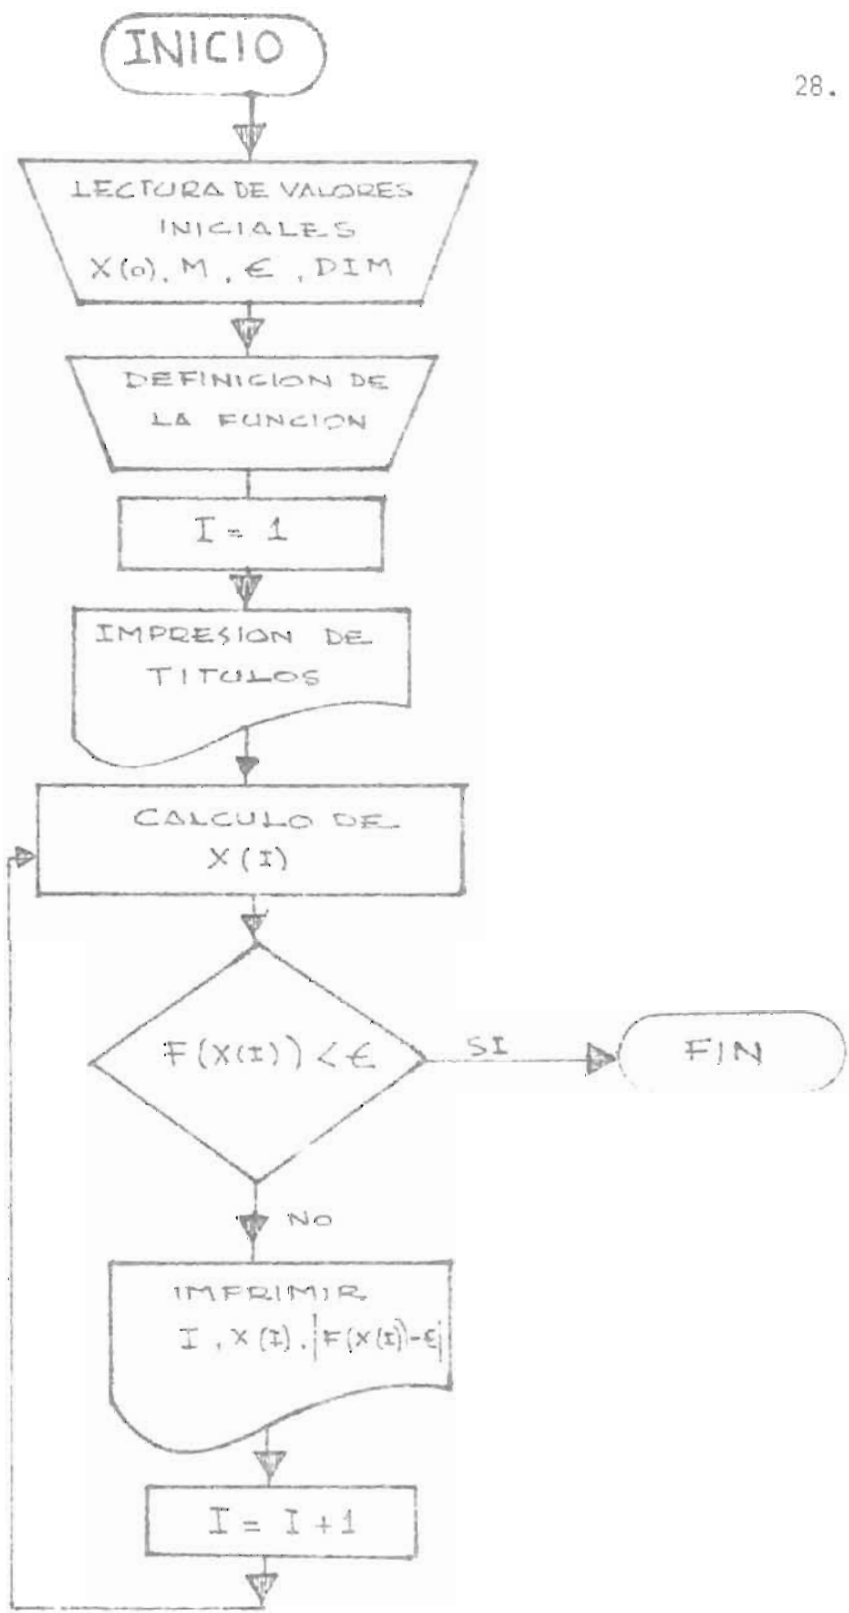 INICIO
28.
LECTURA DE VALORES
INICIALES
X(0), M, €, DIM
DEFINICION DE
LA FUNCION
I = 1
IMPRESION DE
TITULOS
CALCULO DE
X(I)
F(X(I)) < €
SI
FIN
NO
IMPRIMIR
I, X(I), |F(X(I))-€|
I = I + 1